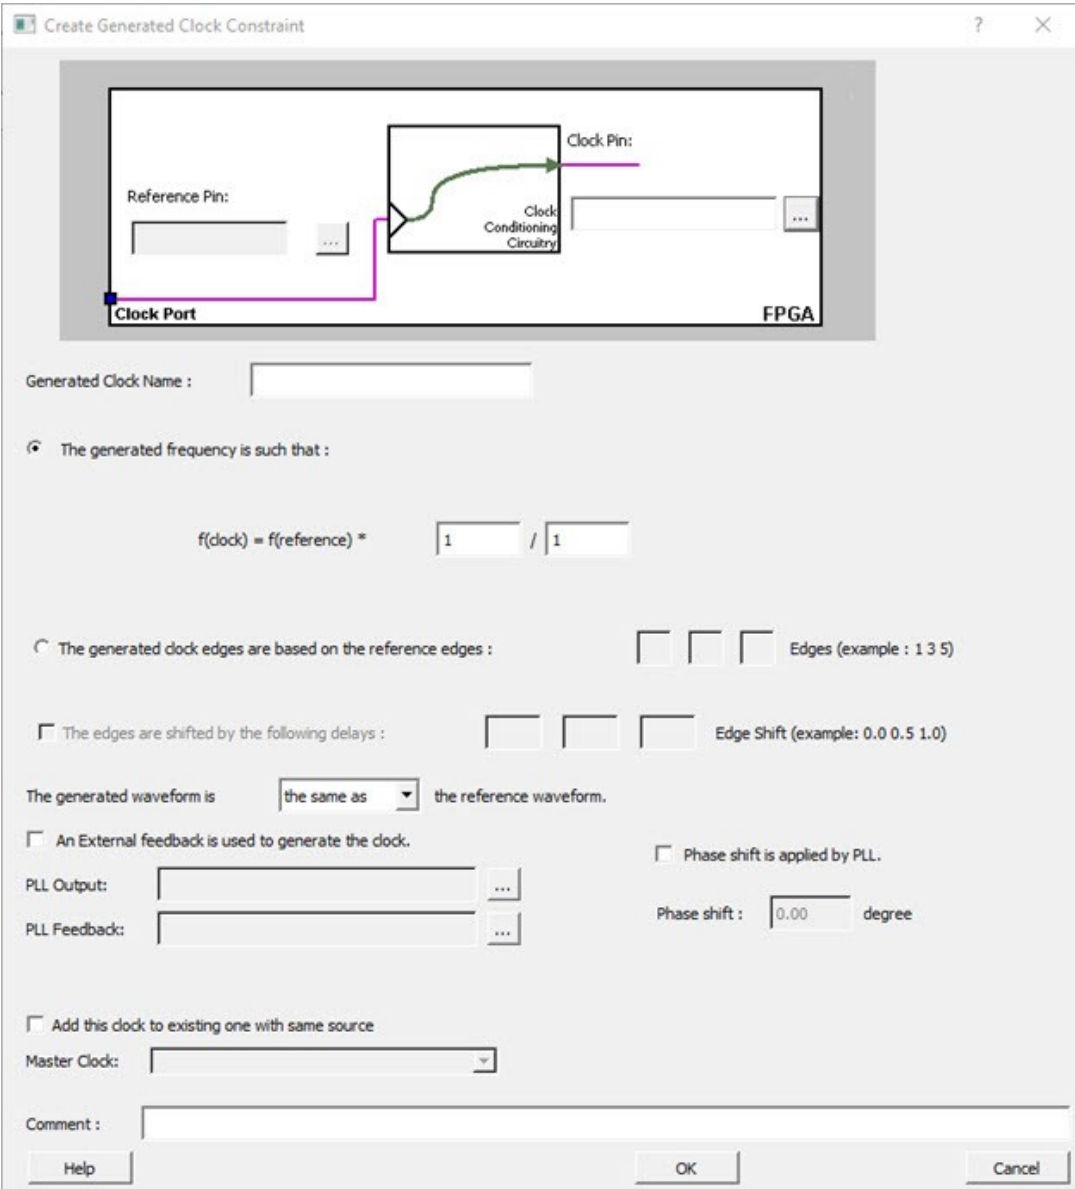 Create Generated Clock Constraint
?
Clock Pin:
Reference Pin:
...
...
Clock
Conditioning
Circuitry
Clock Port
FPGA
Generated Clock Name :
The generated frequency is such that :
f(clock) = f(reference) * 1 / 1
The generated clock edges are based on the reference edges : Edges (example : 1 3 5)
The edges are shifted by the following delays : Edge Shift (example: 0.0 0.5 1.0)
The generated waveform is the same as the reference waveform.
An External feedback is used to generate the clock.
Phase shift is applied by PLL.
PLL Output: ...
Phase shift : 0.00 degree
PLL Feedback: ...
Add this clock to existing one with same source
Master Clock:
Comment :
Help OK Cancel